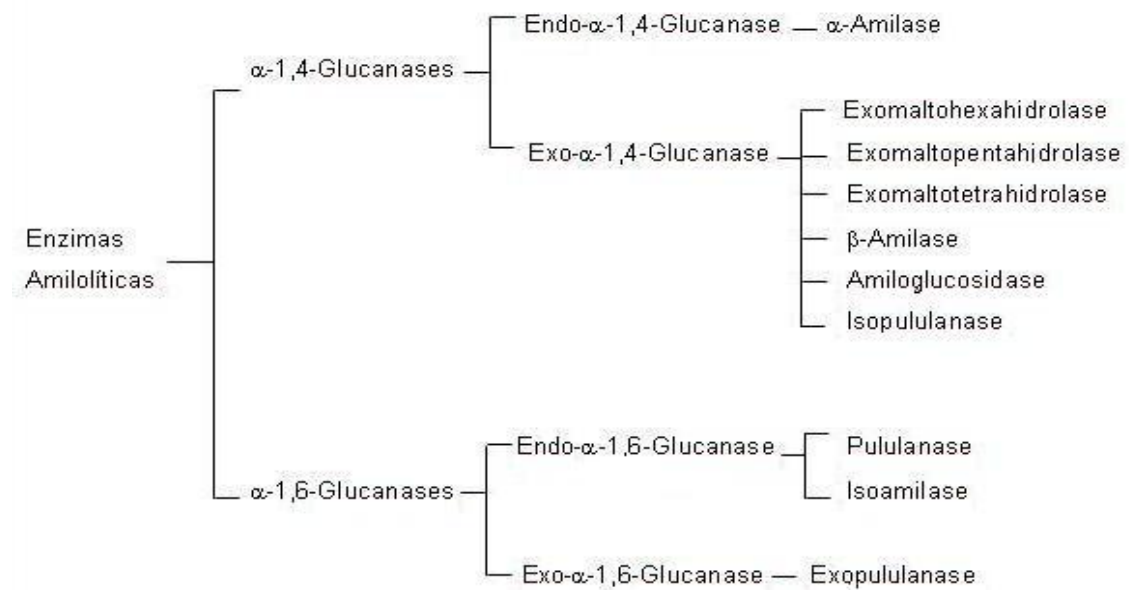 Endo-α-1,4-Glucanase
α-Amilase
α-1,4-Glucanases
Exomaltohexahidrolase
Exo-α-1,4-Glucanase
Exomaltopentahidrolase
Exomaltotetrahidrolase
Enzimas
Amilolíticas
β-Amilase
Amiloglucosidase
Isopululanase
Endo-α-1,6-Glucanase
Pululanase
α-1,6-Glucanases
Isoamilase
Exo-α-1,6-Glucanase
Exopululanase